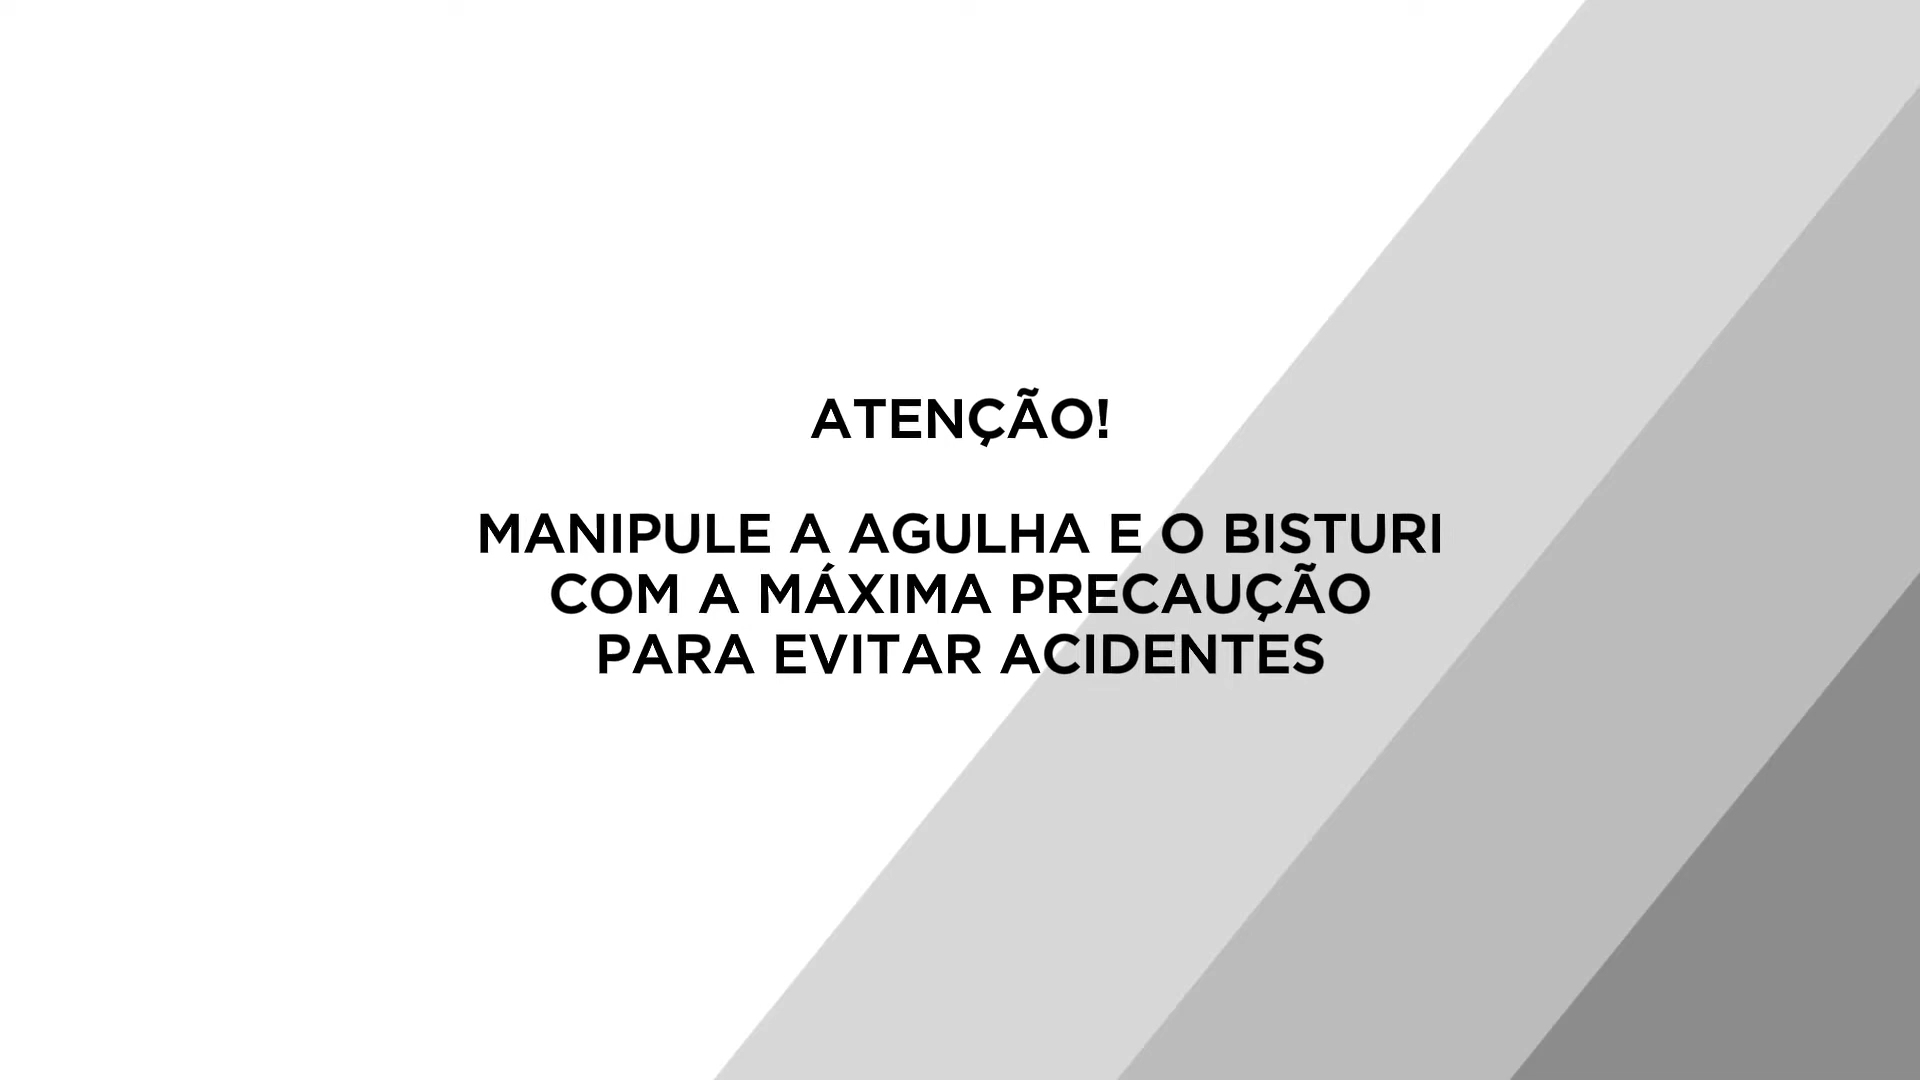 ATENÇÃO!
MANIPULE A AGULHA E O BISTURI
COM A MÁXIMA PRECAUÇÃO
PARA EVITAR ACIDENTES